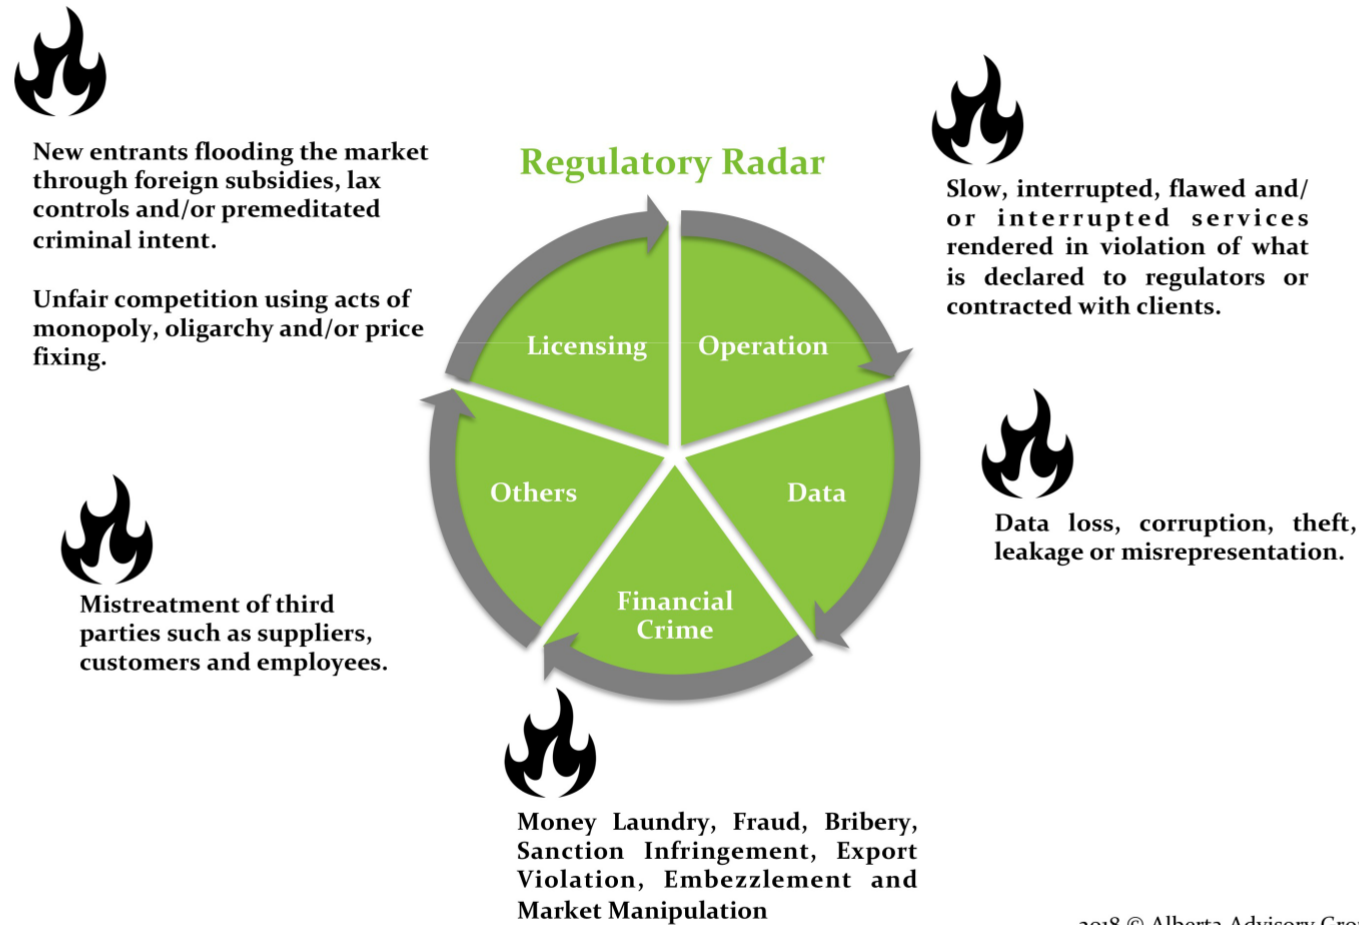 Regulatory Radar
New entrants flooding the market
through foreign subsidies, lax
controls and/or premeditated
criminal intent.
Unfair competition using acts of
monopoly, oligarchy and/or price
fixing.
Slow, interrupted, flawed and/
or interrupted services
rendered in violation of what
is declared to regulators or
contracted with clients.
Licensing
Operation
Others
Data
Financial
Crime
Data loss, corruption, theft,
leakage or misrepresentation.
Mistreatment of third
parties such as suppliers,
customers and employees.
Money Laundry, Fraud, Bribery,
Sanction Infringement, Export
Violation, Embezzlement and
Market Manipulation
2018 © Alberta Advisory